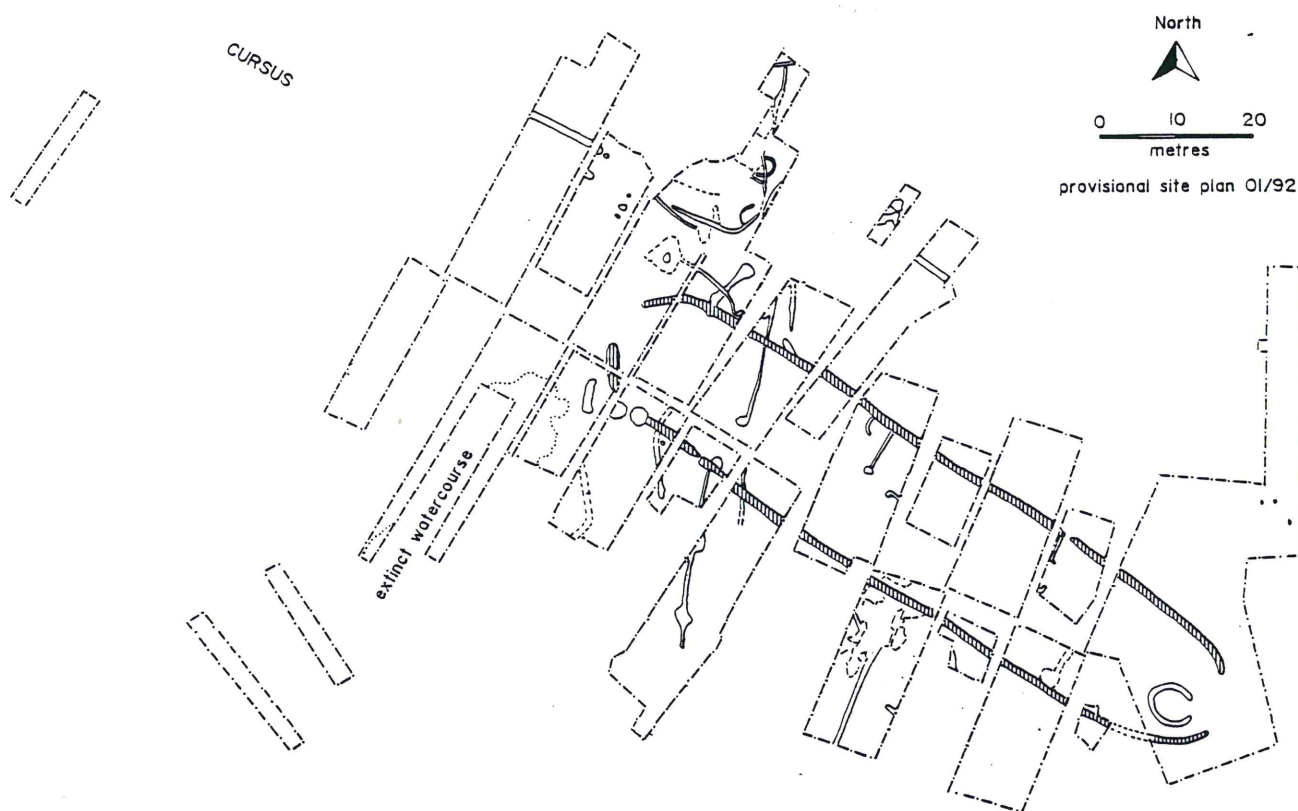 CURSUS
North
0 10 20
metres
provisional site plan 01/92
extinct watercourse